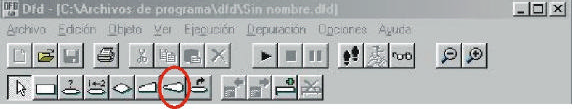 Dfd - [C:\Archivos de programa\dfd\Sin nombre.dfd]
Archivo Edición Objeto Ver Ejecución Depuración Opciones Ayuda